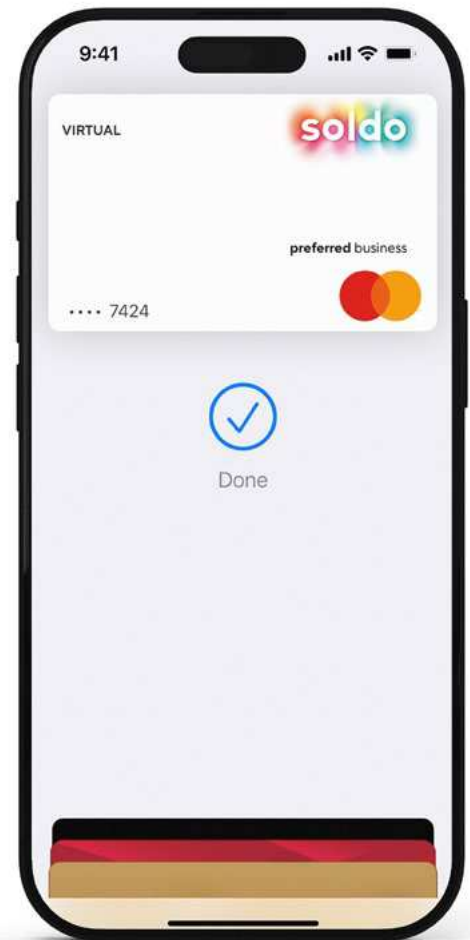 9:41
VIRTUAL
soldo
preferred business
•••• 7424
Done